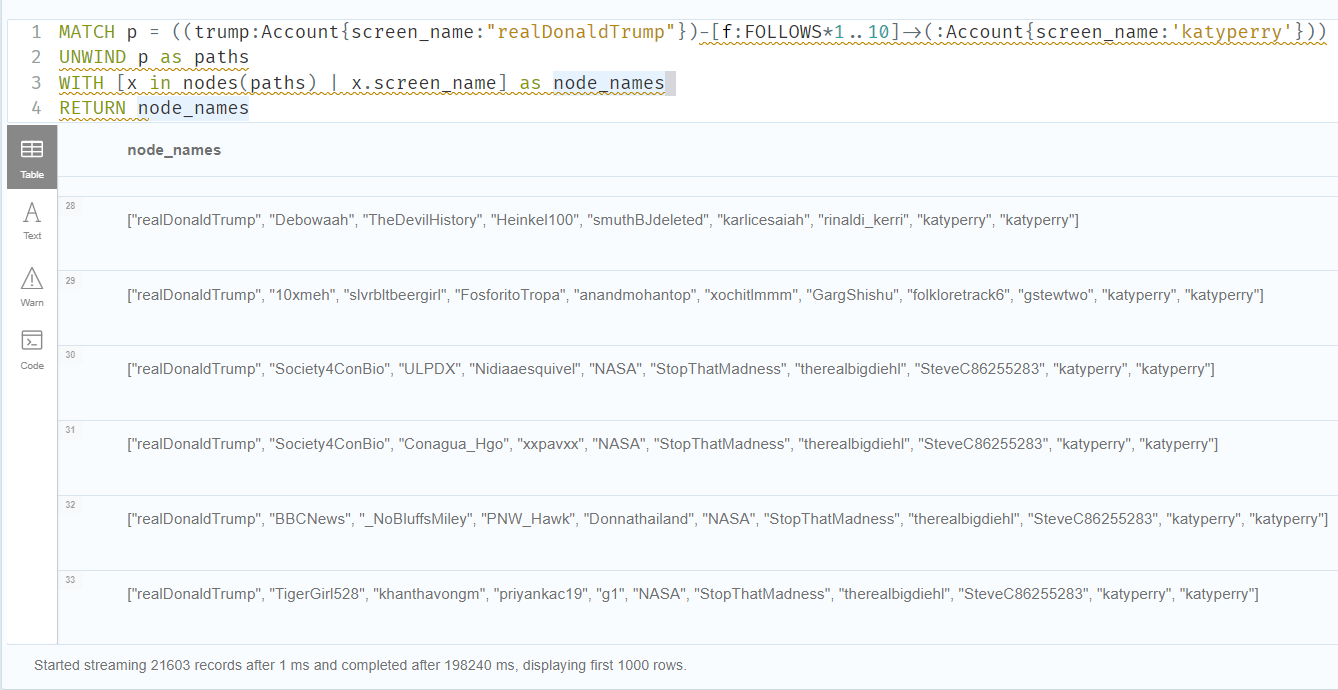 1 MATCH p = ((trump:Account{screen_name:"realDonaldTrump"})-[f:FOLLOWS*1..10]->(:Account{screen_name:'katyperry'}))
2 UNWIND p as paths
3 WITH [x in nodes(paths) | x.screen_name] as node_names
4 RETURN node_names
Table
node_names
28
["realDonaldTrump", "Debowaah", "TheDevilHistory", "Heinkel100", "smuthBJdeleted", "karlicesaiah", "rinaldi_kerri", "katyperry", "katyperry"]
Text
29
["realDonaldTrump", "10xmeh", "slvrbltbeergirl", "FosforitoTropa", "anandmohantop", "xochitlmmm", "GargShishu", "folkloretrack6", "gstewtwo", "katyperry", "katyperry"]
Warn
30
["realDonaldTrump", "Society4ConBio", "ULPDX", "Nidiaaesquivel", "NASA", "StopThatMadness", "therealbigdiehl", "SteveC86255283", "katyperry", "katyperry"]
Code
31
["realDonaldTrump", "Society4ConBio", "Conagua_Hgo", "xxpavxx", "NASA", "StopThatMadness", "therealbigdiehl", "SteveC86255283", "katyperry", "katyperry"]
32
["realDonaldTrump", "BBCNews", "_NoBluffsMiley", "PNW_Hawk", "Donnathailand", "NASA", "StopThatMadness", "therealbigdiehl", "SteveC86255283", "katyperry", "katyperry"]
33
["realDonaldTrump", "TigerGirl528", "khanthavongm", "priyankac19", "g1", "NASA", "StopThatMadness", "therealbigdiehl", "SteveC86255283", "katyperry", "katyperry"]
Started streaming 21603 records after 1 ms and completed after 198240 ms, displaying first 1000 rows.